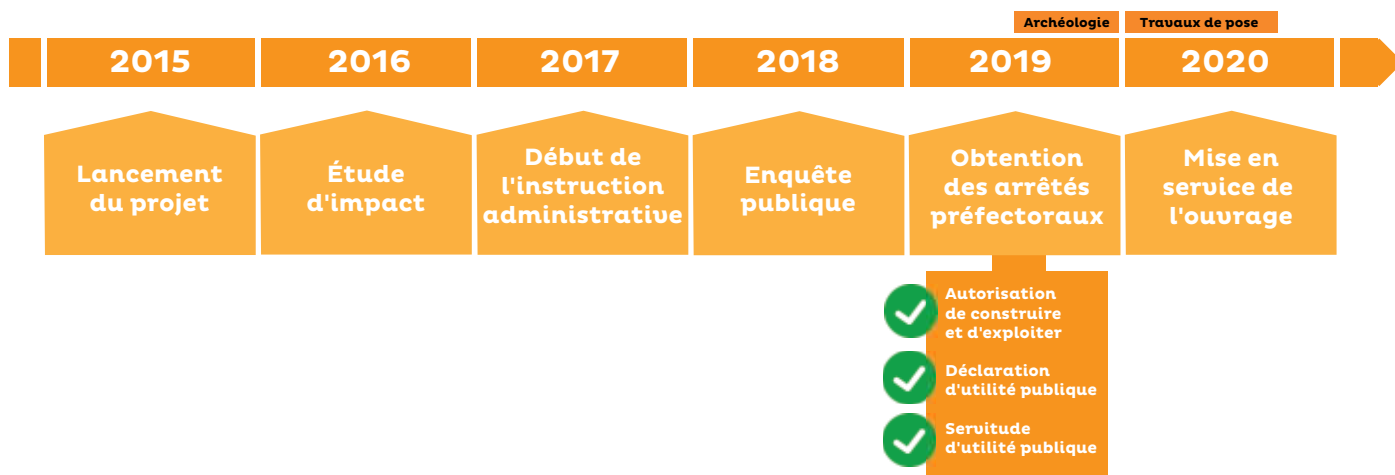 Archéologie
Travaux de pose
2015
2016
2017
2018
2019
2020
Lancement
du projet
Étude
d'impact
Début de
l'instruction
administrative
Enquête
publique
Obtention
des arrêtés
préfectoraux
Mise en
service de
l'ouvrage
Autorisation
de construire
et d'exploiter
Déclaration
d'utilité publique
Servitude
d'utilité publique